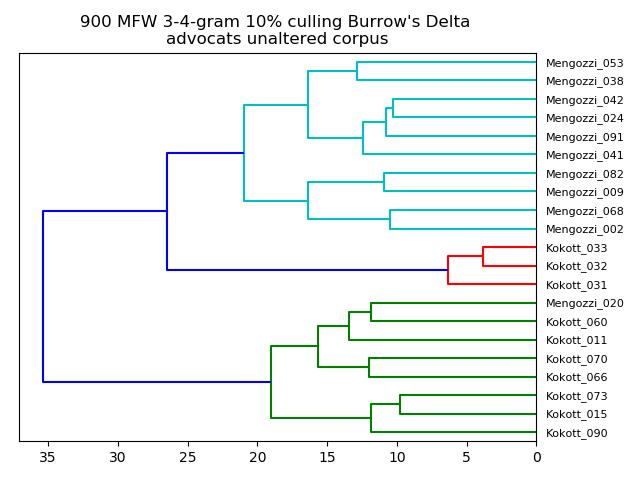 900 MFW 3-4-gram 10% culling Burrow's Delta
advocats unaltered corpus
Mengozzi_053
Mengozzi_038
Mengozzi_042
Mengozzi_024
Mengozzi_091
Mengozzi_041
Mengozzi_082
Mengozzi_009
Mengozzi_068
Mengozzi_002
Kokott_033
Kokott_032
Kokott_031
Mengozzi_020
Kokott_060
Kokott_011
Kokott_070
Kokott_066
Kokott_073
Kokott_015
Kokott_090
35 30 25 20 15 10 5 0